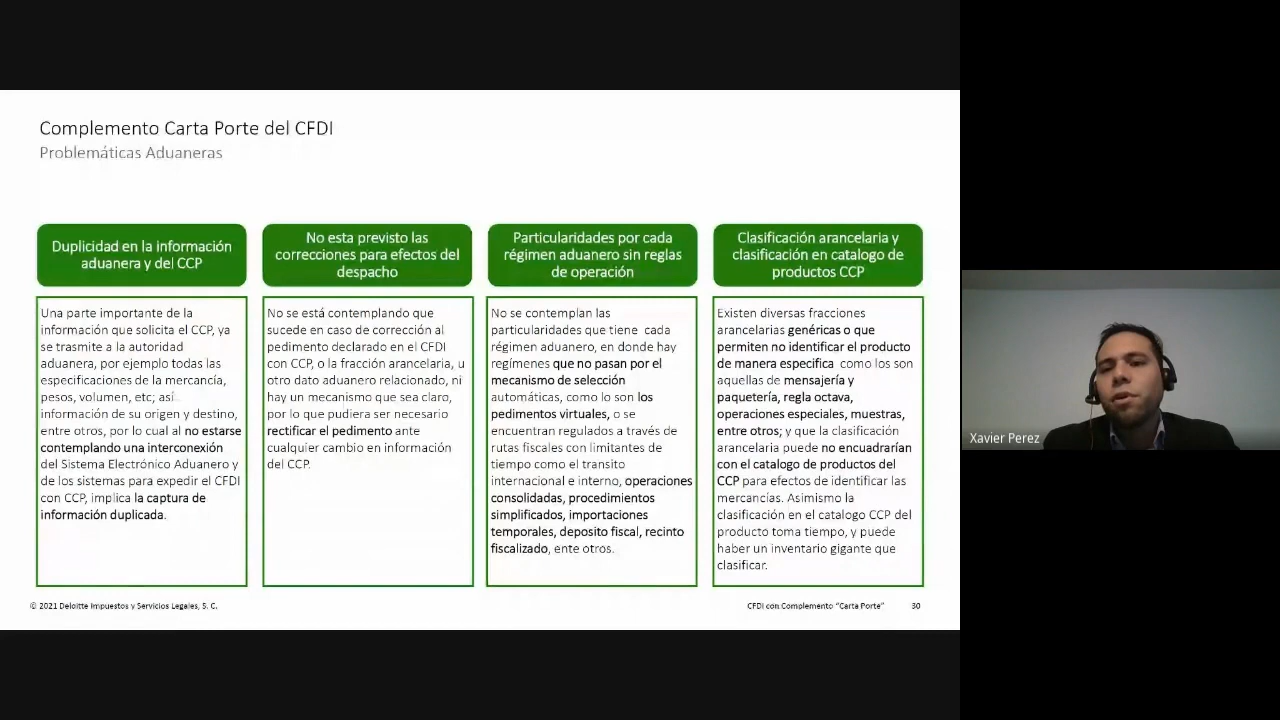 Complemento Carta Porte del CFDI
Problemáticas Aduaneras
Duplicidad en la información
aduanera y del CCP
Una parte importante de la
información que solicita el CCP, ya
se trasmite a la autoridad
aduanera, por ejemplo todas las
especificaciones de la mercancía,
pesos, volumen, etc; así
información de su origen y destino,
entre otros, por lo cual al no estarse
contemplando una interconexión
del Sistema Electrónico Aduanero y
de los sistemas para expedir el CFDI
con CCP, implica la captura de
información duplicada.
No esta previsto las
correcciones para efectos del
despacho
No se está contemplando que
sucede en caso de corrección al
pedimento declarado en el CFDI
con CCP, o la fracción arancelaria, u
otro dato aduanero relacionado, ni
hay un mecanismo que sea claro,
por lo que pudiera ser necesario
rectificar el pedimento ante
cualquier cambio en información
del CCP.
Particularidades por cada
régimen aduanero sin reglas
de operación
No se contemplan las
particularidades que tiene cada
régimen aduanero, en donde hay
regímenes que no pasan por el
mecanismo de selección
automáticas, como lo son los
pedimentos virtuales, o se
encuentran regulados a través de
rutas fiscales con limitantes de
tiempo como el transito
internacional e interno, operaciones
consolidadas, procedimientos
simplificados, importaciones
temporales, deposito fiscal, recinto
fiscalizado, ente otros.
Clasificación arancelaria y
clasificación en catalogo de
productos CCP
Existen diversas fracciones
arancelarias genéricas o que
permiten no identificar el producto
de manera especifica como los son
aquellas de mensajería y
paquetería, regla octava,
operaciones especiales, muestras,
entre otros; y que la clasificación
arancelaria puede no encuadrarían
con el catalogo de productos del
CCP para efectos de identificar las
mercancías. Asimismo la
clasificación en el catalogo CCP del
producto toma tiempo, y puede
haber un inventario gigante que
clasificar.
© 2021 Deloitte Impuestos y Servicios Legales, S. C.
CFDI con Complemento "Carta Porte"
30
Xavier Perez